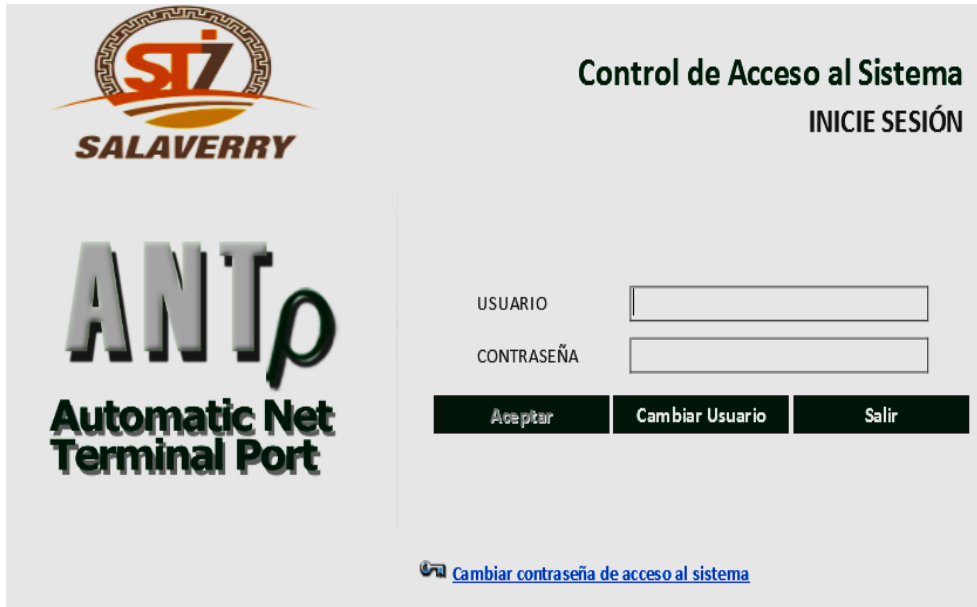 STI
SALAVERRY
Control de Acceso al Sistema
INICIE SESIÓN
ANTp
Automatic Net
Terminal Port
USUARIO
CONTRASEÑA
Aceptar
Cambiar Usuario
Salir
Cambiar contraseña de acceso al sistema